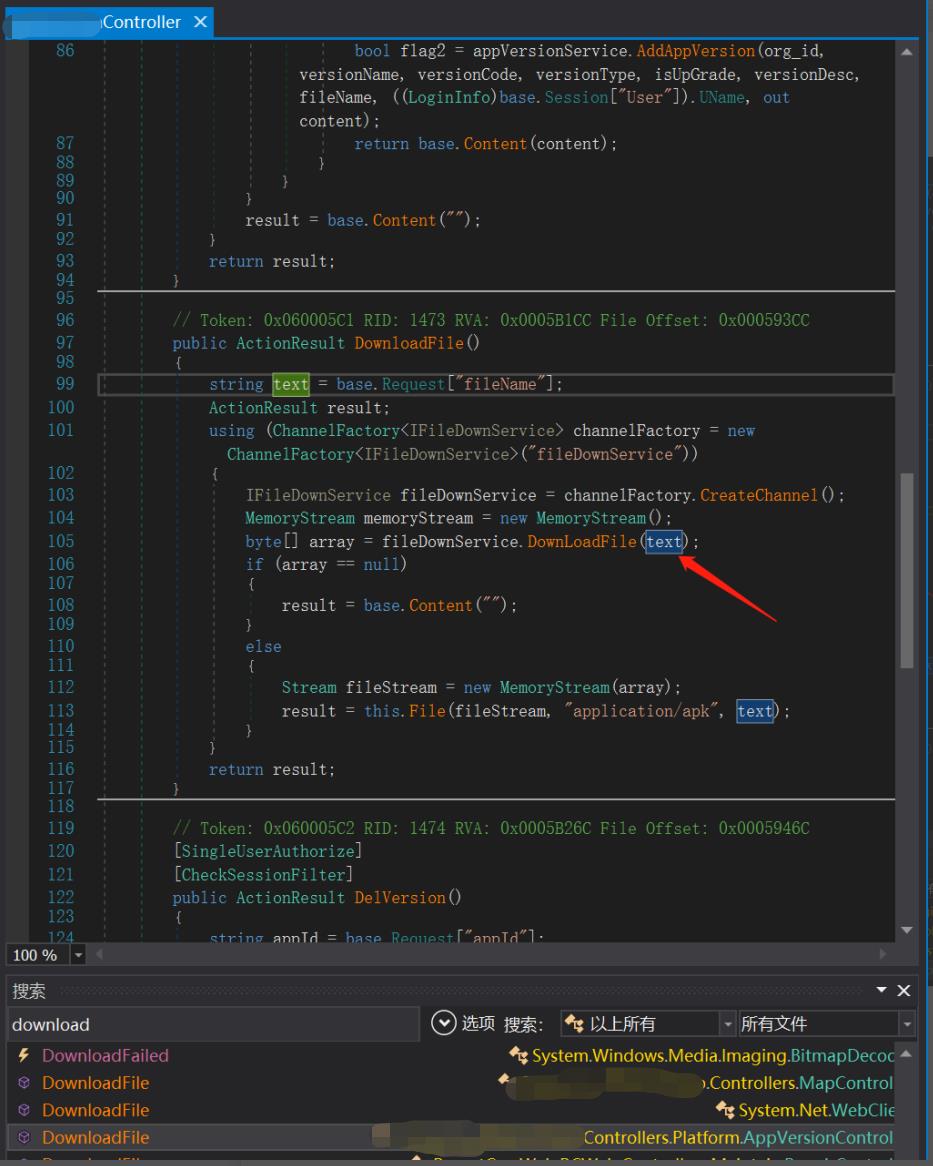 Controller ✕
86 bool flag2 = appVersionService.AddAppVersion(org_id,
versionName, versionCode, versionType, isUpGrade, versionDesc,
fileName, ((LoginInfo)base.Session["User"]).UName, out
content);
87 return base.Content(content);
88 }
89 }
90 }
91 result = base.Content("");
92 }
93 return result;
94 }
95
96 // Token: 0x060005C1 RID: 1473 RVA: 0x0005B1CC File Offset: 0x000593CC
97 public ActionResult DownloadFile()
98 {
99 string text = base.Request["fileName"];
100 ActionResult result;
101 using (ChannelFactory<IFileDownService> channelFactory = new
ChannelFactory<IFileDownService>("fileDownService"))
102 {
103 IFileDownService fileDownService = channelFactory.CreateChannel();
104 MemoryStream memoryStream = new MemoryStream();
105 byte[] array = fileDownService.DownLoadFile(text);
106 if (array == null)
107 {
108 result = base.Content("");
109 }
110 else
111 {
112 Stream fileStream = new MemoryStream(array);
113 result = this.File(fileStream, "application/apk", text);
114 }
115 }
116 return result;
117 }
118
119 // Token: 0x060005C2 RID: 1474 RVA: 0x0005B26C File Offset: 0x0005946C
120 [SingleUserAuthorize]
121 [CheckSessionFilter]
122 public ActionResult DelVersion()
123 {
124 string appId = base.Request["appId"];
100 %
搜索
download 选项 搜索: 以上所有 所有文件
DownloadFailed System.Windows.Media.Imaging.BitmapDecoc
DownloadFile .Controllers.MapControl
DownloadFile System.Net.WebClie
DownloadFile Controllers.Platform.AppVersionControl